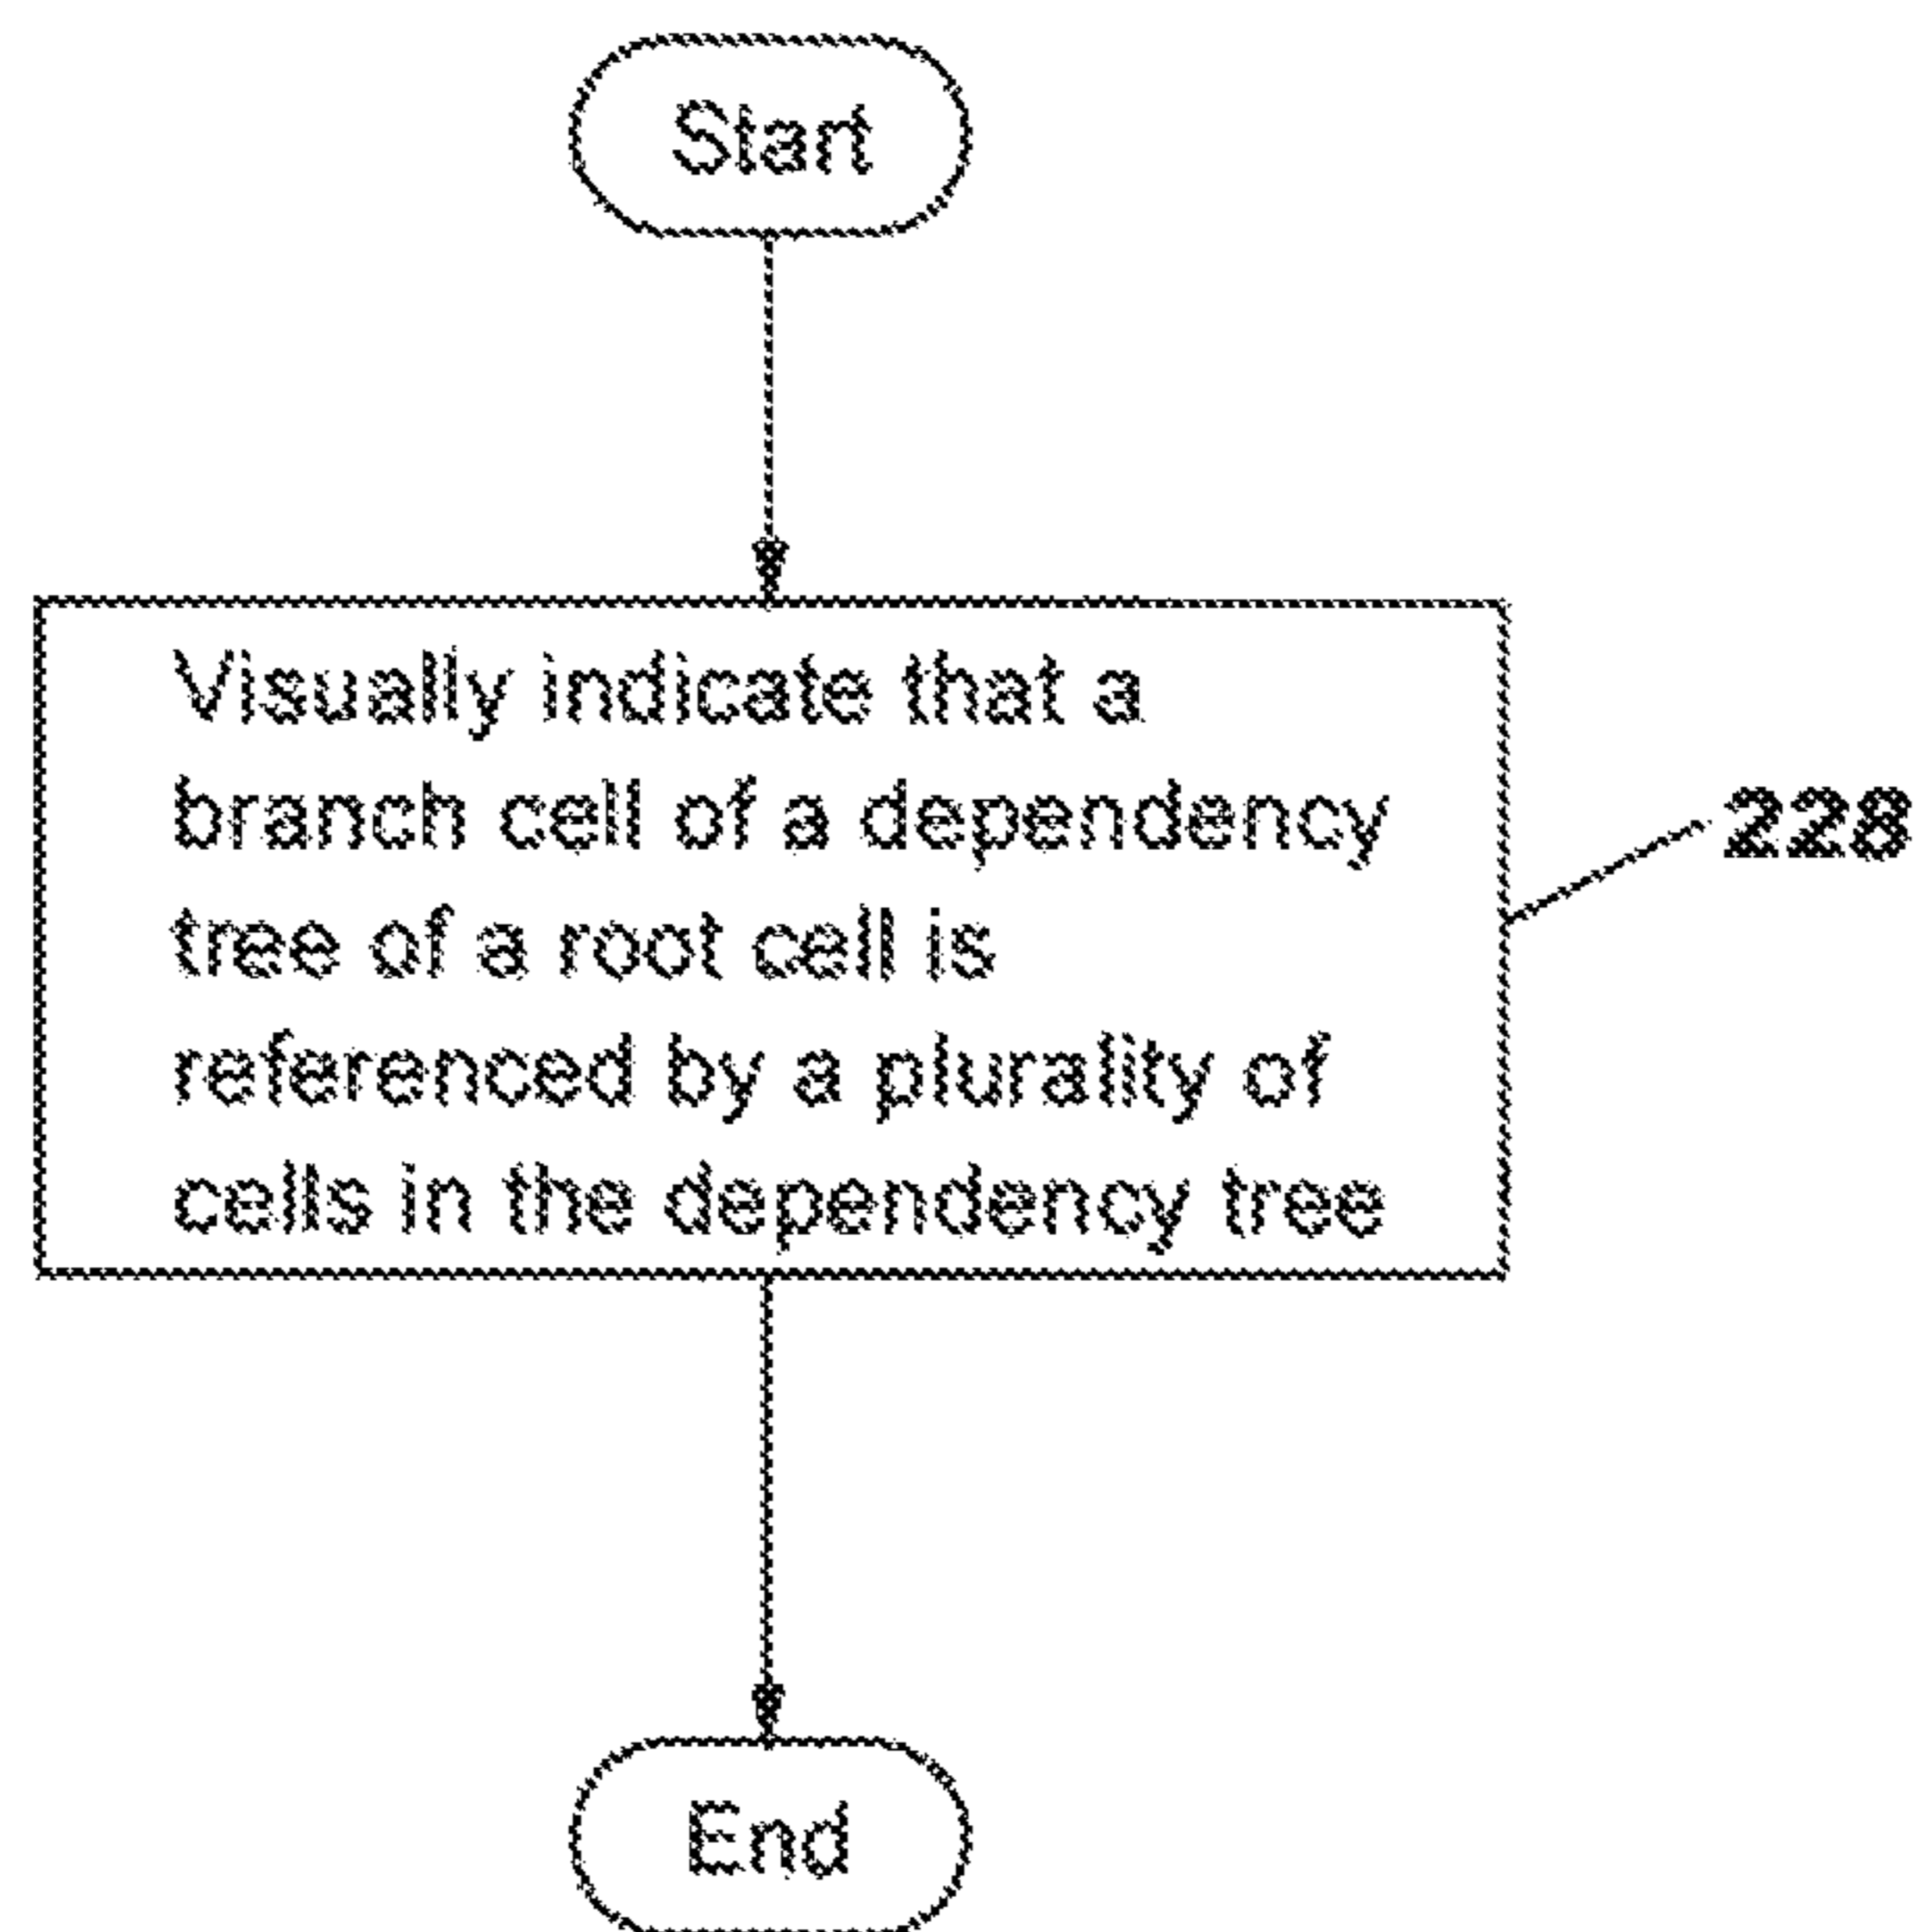 Start
Visually indicate that a
branch cell of a dependency
tree of a root cell is
referenced by a plurality of
cells in the dependency tree
228
End